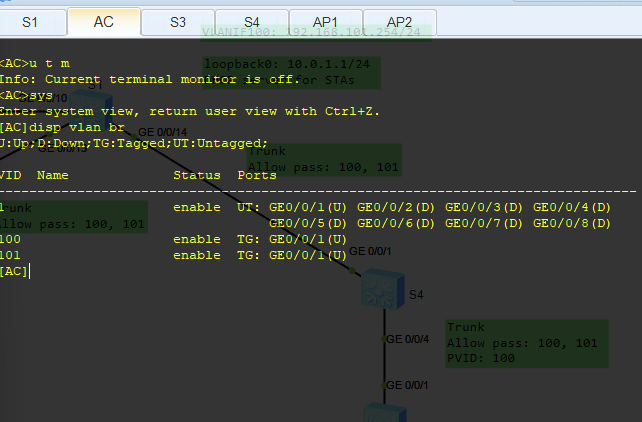 S1 AC S3 S4 AP1 AP2
VLANIF100: 192.168.101.254/24
<AC>u t m
loopback0: 10.0.1.1/24
Info: Current terminal monitor is off.
for STAs
<AC>sys
S1
Enter system view, return user view with Ctrl+Z.
[AC]disp vlan br
GE 0/0/14
U:Up;D:Down;TG:Tagged;UT:Untagged;
Trunk
Allow pass: 100, 101
VID Name Status Ports
--------------------------------------------------------------------------------
1 enable UT: GE0/0/1(U) GE0/0/2(D) GE0/0/3(D) GE0/0/4(D)
Trunk
GE0/0/5(D) GE0/0/6(D) GE0/0/7(D) GE0/0/8(D)
Allow pass: 100, 101
100 enable TG: GE0/0/1(U)
101 enable TG: GE0/0/1(U)
GE 0/0/1
[AC]
S4
Trunk
Allow pass: 100, 101
PVID: 100
GE 0/0/4
GE 0/0/1